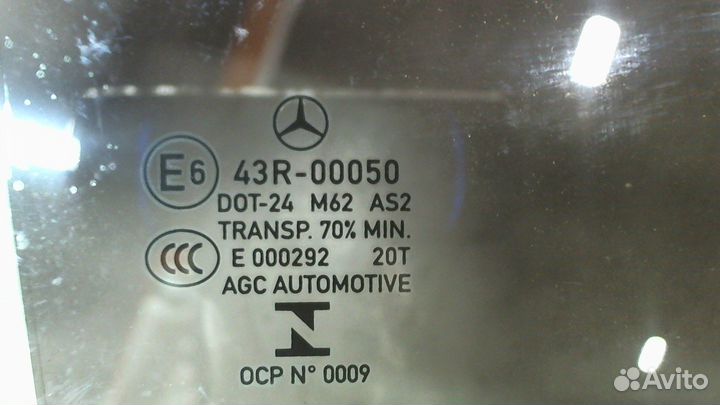 E6 43R-00050
DOT-24 M62 AS2
TRANSP. 70% MIN.
CCC E 000292 20T
AGC AUTOMOTIVE
OCP N° 0009
Avito